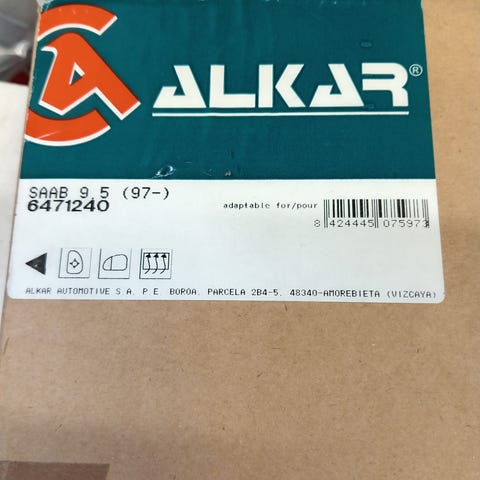 ALKAR®
SAAB 9 5 (97-)
6471240
adaptable for/pour
8 424445 075973
ALKAR AUTOMOTIVE S.A. P.E. BOROA, PARCELA 2B4-5, 48340-AMOREBIETA (VIZCAYA)